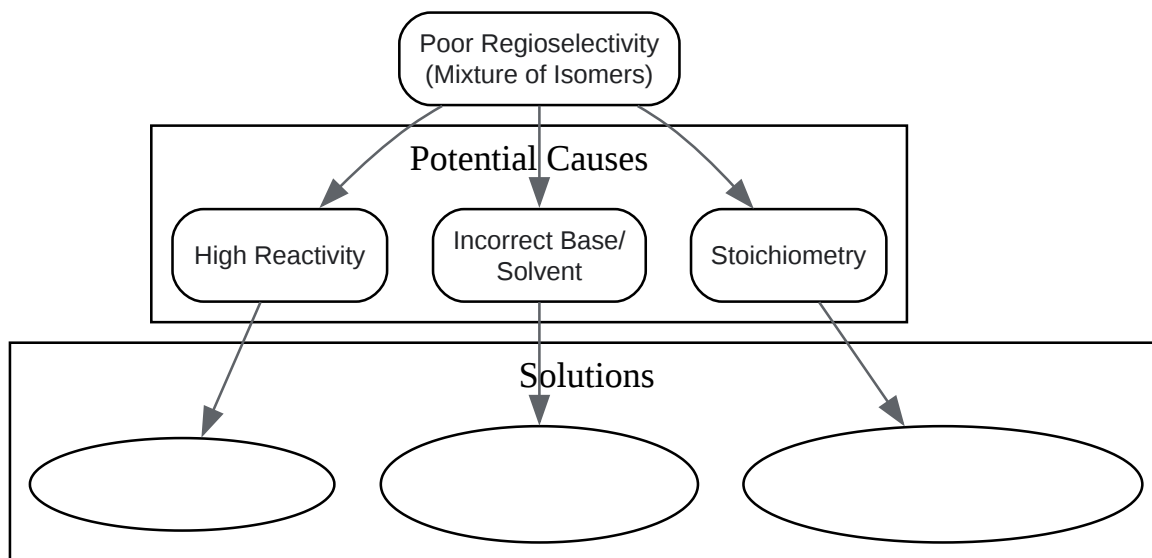 Poor Regioselectivity
(Mixture of Isomers)
Potential Causes
High Reactivity
Incorrect Base/
Solvent
Stoichiometry
Solutions